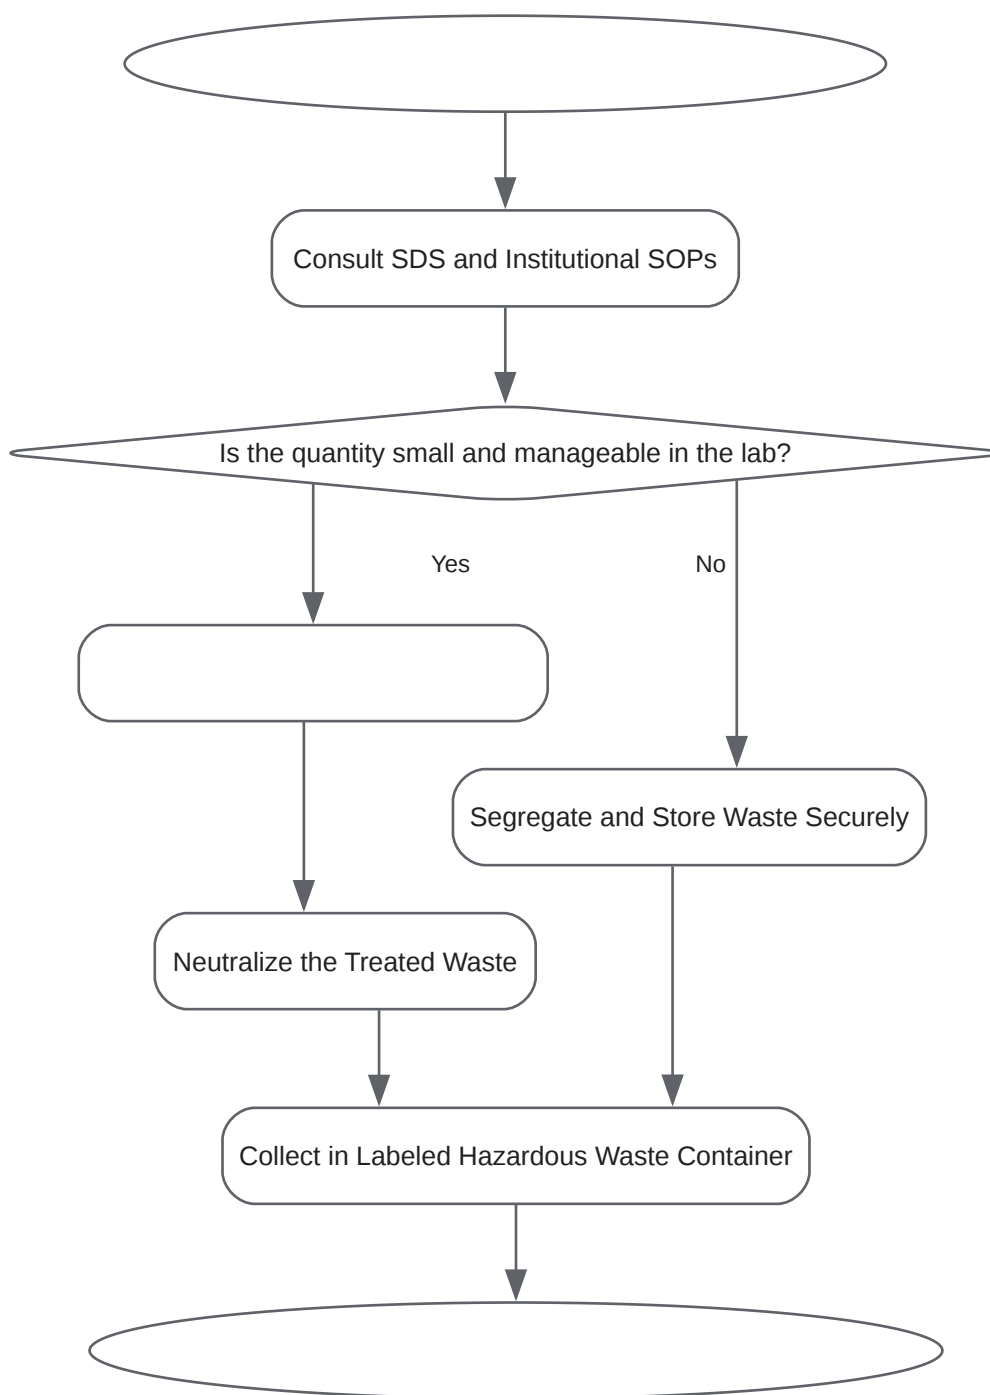 Consult SDS and Institutional SOPs
Is the quantity small and manageable in the lab?
Yes
No
Segregate and Store Waste Securely
Neutralize the Treated Waste
Collect in Labeled Hazardous Waste Container